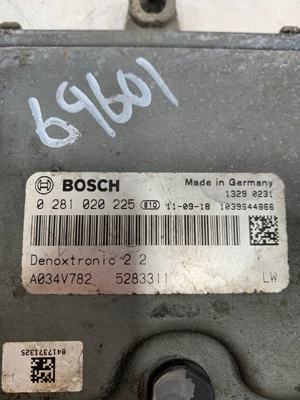 69601
BOSCH
Made in Germany
1329 0231
0 281 020 225 810 11-09-18 1039S44866
Denoxtronic 2 2
A034V782 5283311 LW
8417371325